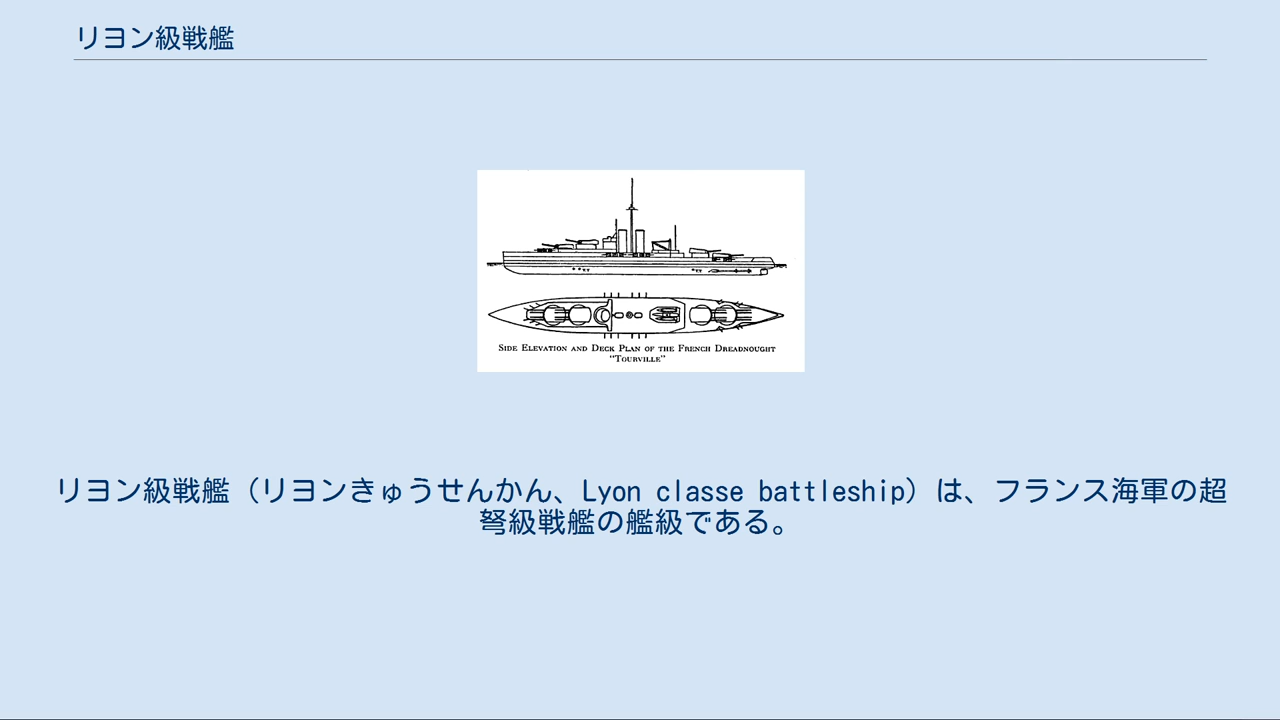 リヨン級戦艦
SIDE ELEVATION AND DECK PLAN OF THE FRENCH DREADNOUGHT
"TOURVILLE"
リヨン級戦艦（リヨンきゅうせんかん、Lyon classe battleship）は、フランス海軍の超
弩級戦艦の艦級である。